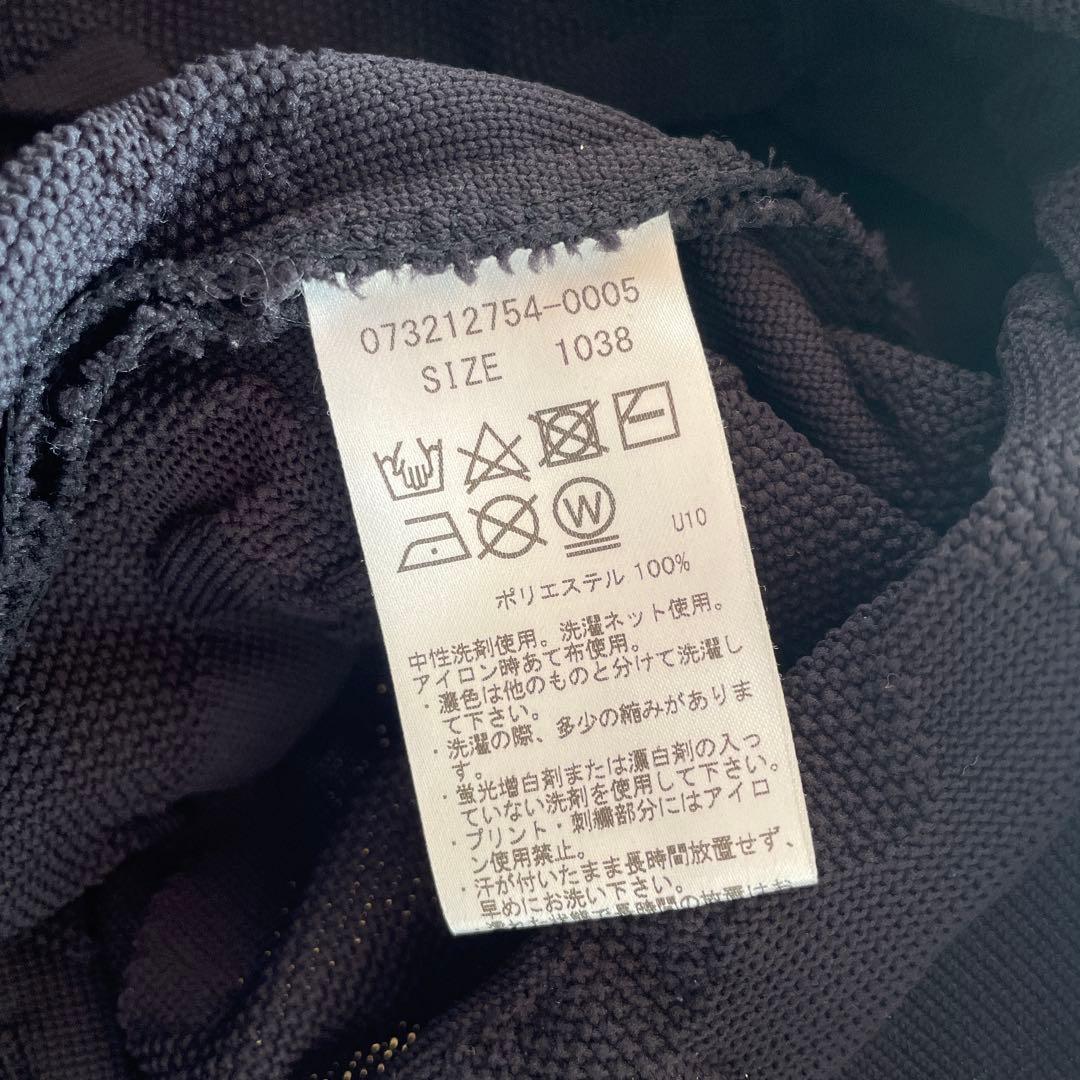 073212754-0005
SIZE 1038
W
U10
ポリエステル 100%
中性洗剤使用。洗濯ネット使用。
アイロン時あて布使用。
・濃色は他のものと分けて洗濯し
て下さい。
・洗濯の際、多少の縮みがありま
す。
・蛍光増白剤または漂白剤の入っ
ていない洗剤を使用して下さい。
・プリント・刺繍部分にはアイロ
ン使用禁止。
・汗が付いたまま長時間放置せず、
早めにお洗い下さい。